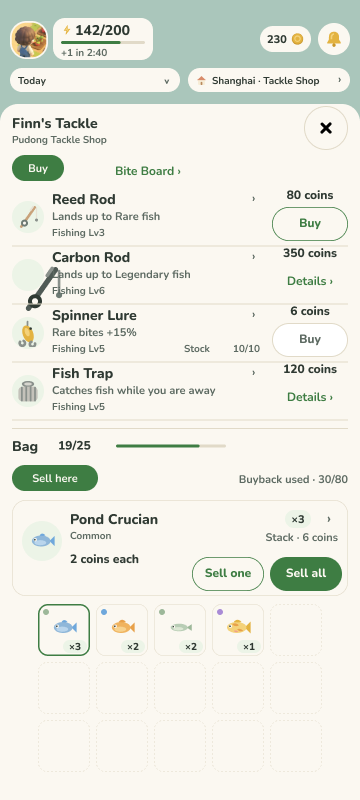 142/200
+1 in 2:40
230
Today
Shanghai · Tackle Shop ›
Finn's Tackle
Pudong Tackle Shop
Buy
Bite Board ›
Reed Rod ›
Lands up to Rare fish
Fishing Lv3
80 coins
Buy
Carbon Rod ›
Lands up to Legendary fish
Fishing Lv6
350 coins
Details ›
Spinner Lure ›
Rare bites +15%
Fishing Lv5
Stock 10/10
6 coins
Buy
Fish Trap ›
Catches fish while you are away
Fishing Lv5
120 coins
Details ›
Bag 19/25
Sell here
Buyback used · 30/80
Pond Crucian
×3 ›
Common
Stack · 6 coins
2 coins each
Sell one
Sell all
×3
×2
×2
×1